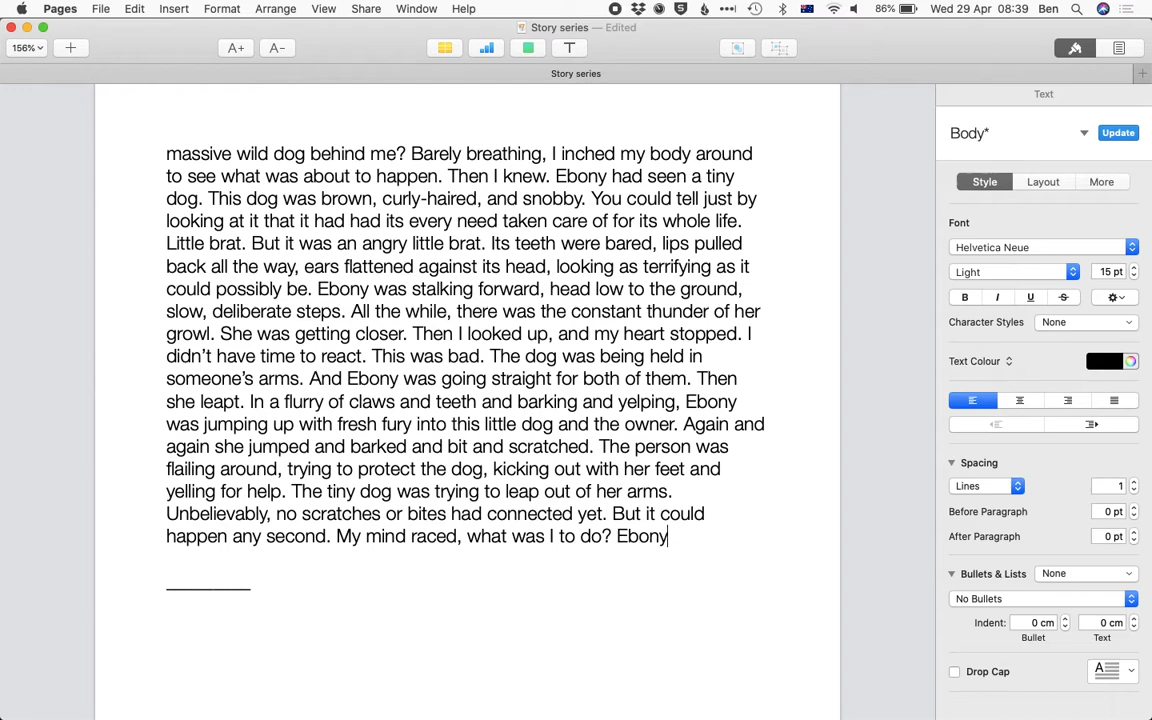 Pages File Edit Insert Format Arrange View Share Window Help 86% Wed 29 Apr 08:39 Ben
Story series — Edited
156% A+ A- T
Story series
Text
Body* Update
Style Layout More
Font
Helvetica Neue
Light 15 pt
B I U S
Character Styles None
Text Colour
Spacing
Lines 1
Before Paragraph 0 pt
After Paragraph 0 pt
Bullets & Lists None
No Bullets
Indent: 0 cm 0 cm
Bullet Text
Drop Cap
massive wild dog behind me? Barely breathing, I inched my body around
to see what was about to happen. Then I knew. Ebony had seen a tiny
dog. This dog was brown, curly-haired, and snobby. You could tell just by
looking at it that it had had its every need taken care of for its whole life.
Little brat. But it was an angry little brat. Its teeth were bared, lips pulled
back all the way, ears flattened against its head, looking as terrifying as it
could possibly be. Ebony was stalking forward, head low to the ground,
slow, deliberate steps. All the while, there was the constant thunder of her
growl. She was getting closer. Then I looked up, and my heart stopped. I
didn’t have time to react. This was bad. The dog was being held in
someone’s arms. And Ebony was going straight for both of them. Then
she leapt. In a flurry of claws and teeth and barking and yelping, Ebony
was jumping up with fresh fury into this little dog and the owner. Again and
again she jumped and barked and bit and scratched. The person was
flailing around, trying to protect the dog, kicking out with her feet and
yelling for help. The tiny dog was trying to leap out of her arms.
Unbelievably, no scratches or bites had connected yet. But it could
happen any second. My mind raced, what was I to do? Ebony